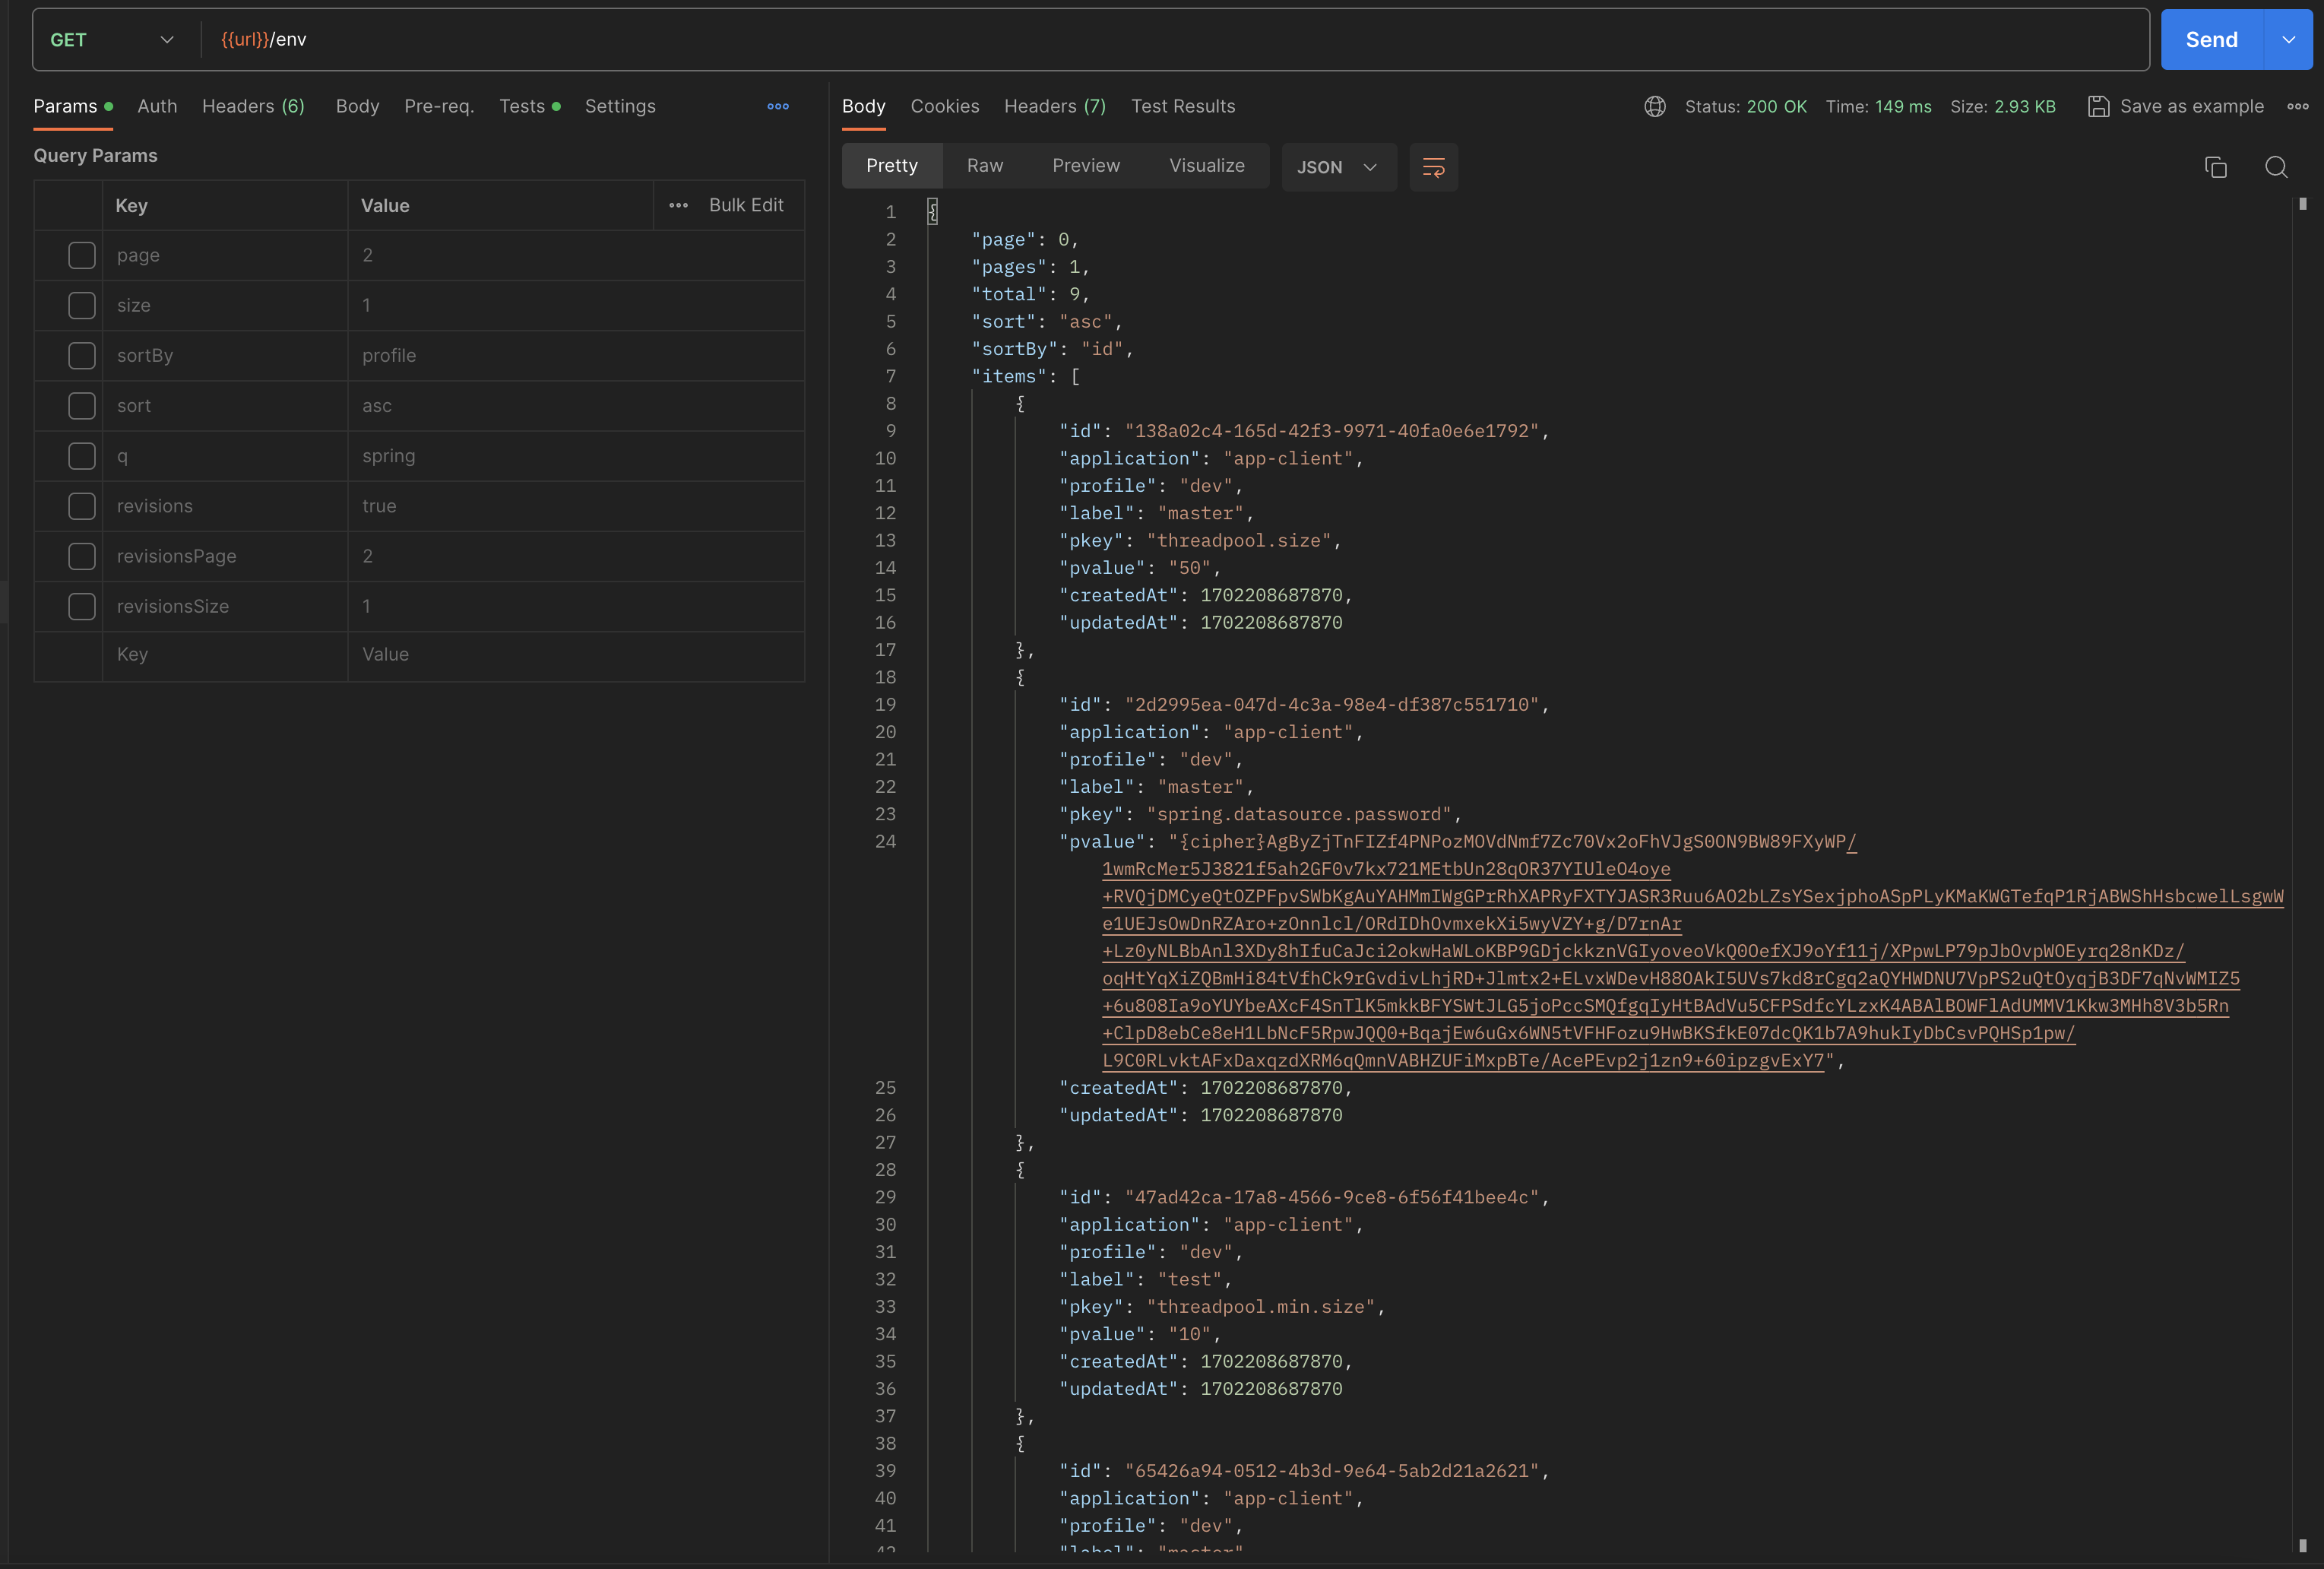 GET {{url}}/env Send
Params Auth Headers (6) Body Pre-req. Tests Settings
Query Params
Key Value Bulk Edit
page 2
size 1
sortBy profile
sort asc
q spring
revisions true
revisionsPage 2
revisionsSize 1
Key Value
Body Cookies Headers (7) Test Results Status: 200 OK Time: 149 ms Size: 2.93 KB Save as example
Pretty Raw Preview Visualize JSON
1 {
2 "page": 0,
3 "pages": 1,
4 "total": 9,
5 "sort": "asc",
6 "sortBy": "id",
7 "items": [
8 {
9 "id": "138a02c4-165d-42f3-9971-40fa0e6e1792",
10 "application": "app-client",
11 "profile": "dev",
12 "label": "master",
13 "pkey": "threadpool.size",
14 "pvalue": "50",
15 "createdAt": 1702208687870,
16 "updatedAt": 1702208687870
17 },
18 {
19 "id": "2d2995ea-047d-4c3a-98e4-df387c551710",
20 "application": "app-client",
21 "profile": "dev",
22 "label": "master",
23 "pkey": "spring.datasource.password",
24 "pvalue": "{cipher}AgByZjTnFIZf4PNPozMOVdNmf7Zc70Vx2oFhVJgS0ON9BW89FXyWP/
1wmRcMer5J3821f5ah2GF0v7kx721MEtbUn28qOR37YIUleO4oye
+RVQjDMCyeQtOZPFpvSWbKgAuYAHMmIWgGPrRhXAPRyFXTYJASR3Ruu6AO2bLZsYSexjphoASpPLyKMaKWGTefqP1RjABWShHsbcwelLsgwW
e1UEJsOwDnRZAro+zOnnlcl/ORdIDhOvmxekXi5wyVZY+g/D7rnAr
+Lz0yNLBbAnl3XDy8hIfuCaJci2okwHaWLoKBP9GDjckkznVGIyoveoVkQ0OefXJ9oYf11j/XPpwLP79pJbOvpWOEyrq28nKDz/
oqHtYqXiZQBmHi84tVfhCk9rGvdivLhjRD+Jlmtx2+ELvxWDevH88OAkI5UVs7kd8rCgq2aQYHWDNU7VpPS2uQtOyqjB3DF7qNvWMIZ5
+6u808Ia9oYUYbeAXcF4SnTlK5mkkBFYSWtJLG5joPccSMQfgqIyHtBAdVu5CFPSdfcYLzxK4ABAlBOWFlAdUMMV1Kkw3MHh8V3b5Rn
+ClpD8ebCe8eH1LbNcF5RpwJQQ0+BqajEw6uGx6WN5tVFHFozu9HwBKSfkE07dcQK1b7A9hukIyDbCsvPQHSp1pw/
L9C0RLvktAFxDaxqzdXRM6qQmnVABHZUFiMxpBTe/AcePEvp2j1zn9+60ipzgvExY7",
25 "createdAt": 1702208687870,
26 "updatedAt": 1702208687870
27 },
28 {
29 "id": "47ad42ca-17a8-4566-9ce8-6f56f41bee4c",
30 "application": "app-client",
31 "profile": "dev",
32 "label": "test",
33 "pkey": "threadpool.min.size",
34 "pvalue": "10",
35 "createdAt": 1702208687870,
36 "updatedAt": 1702208687870
37 },
38 {
39 "id": "65426a94-0512-4b3d-9e64-5ab2d21a2621",
40 "application": "app-client",
41 "profile": "dev",
42 "label": "master"